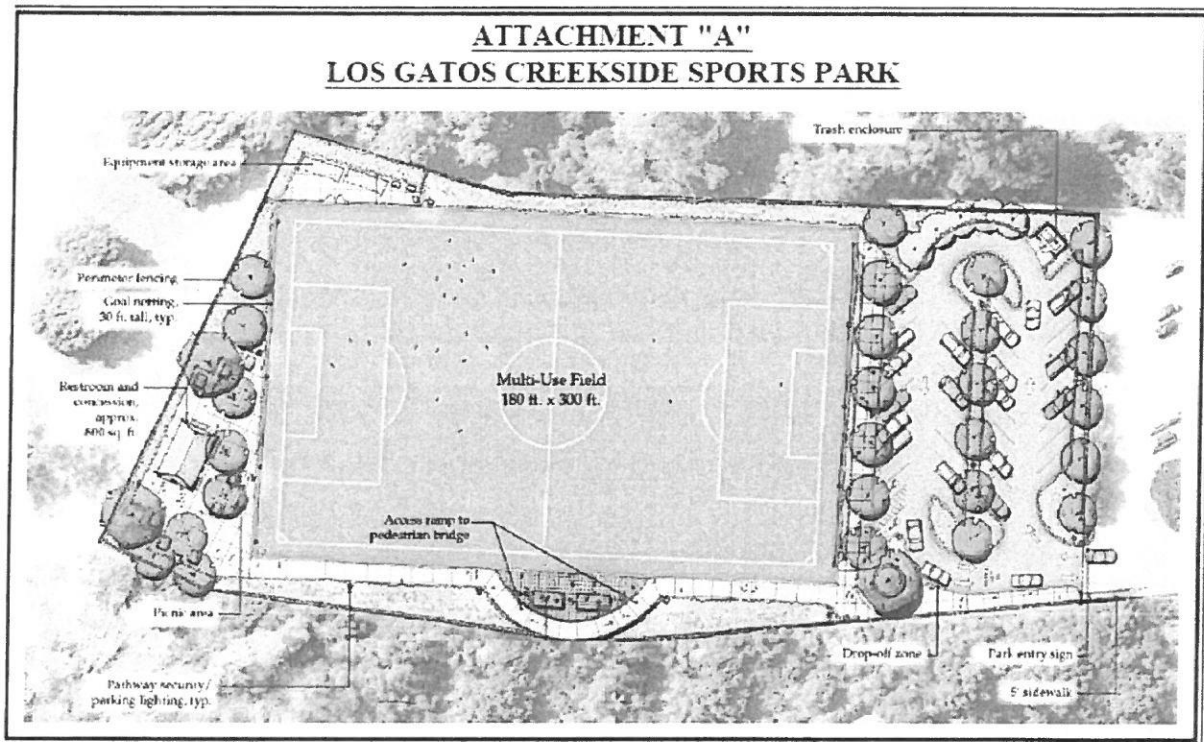 ATTACHMENT "A"
LOS GATOS CREEKSIDE SPORTS PARK
Trash enclosure
Equipment storage area
Perimeter fencing
Goal netting,
30 ft. tall, typ.
Restroom and
concession,
approx.
800 sq. ft.
Multi-Use Field
180 ft. x 300 ft.
Access ramp to
pedestrian bridge
Picnic area
Drop-off zone
Park entry sign
Pathway security/
parking lighting, typ.
5' sidewalk